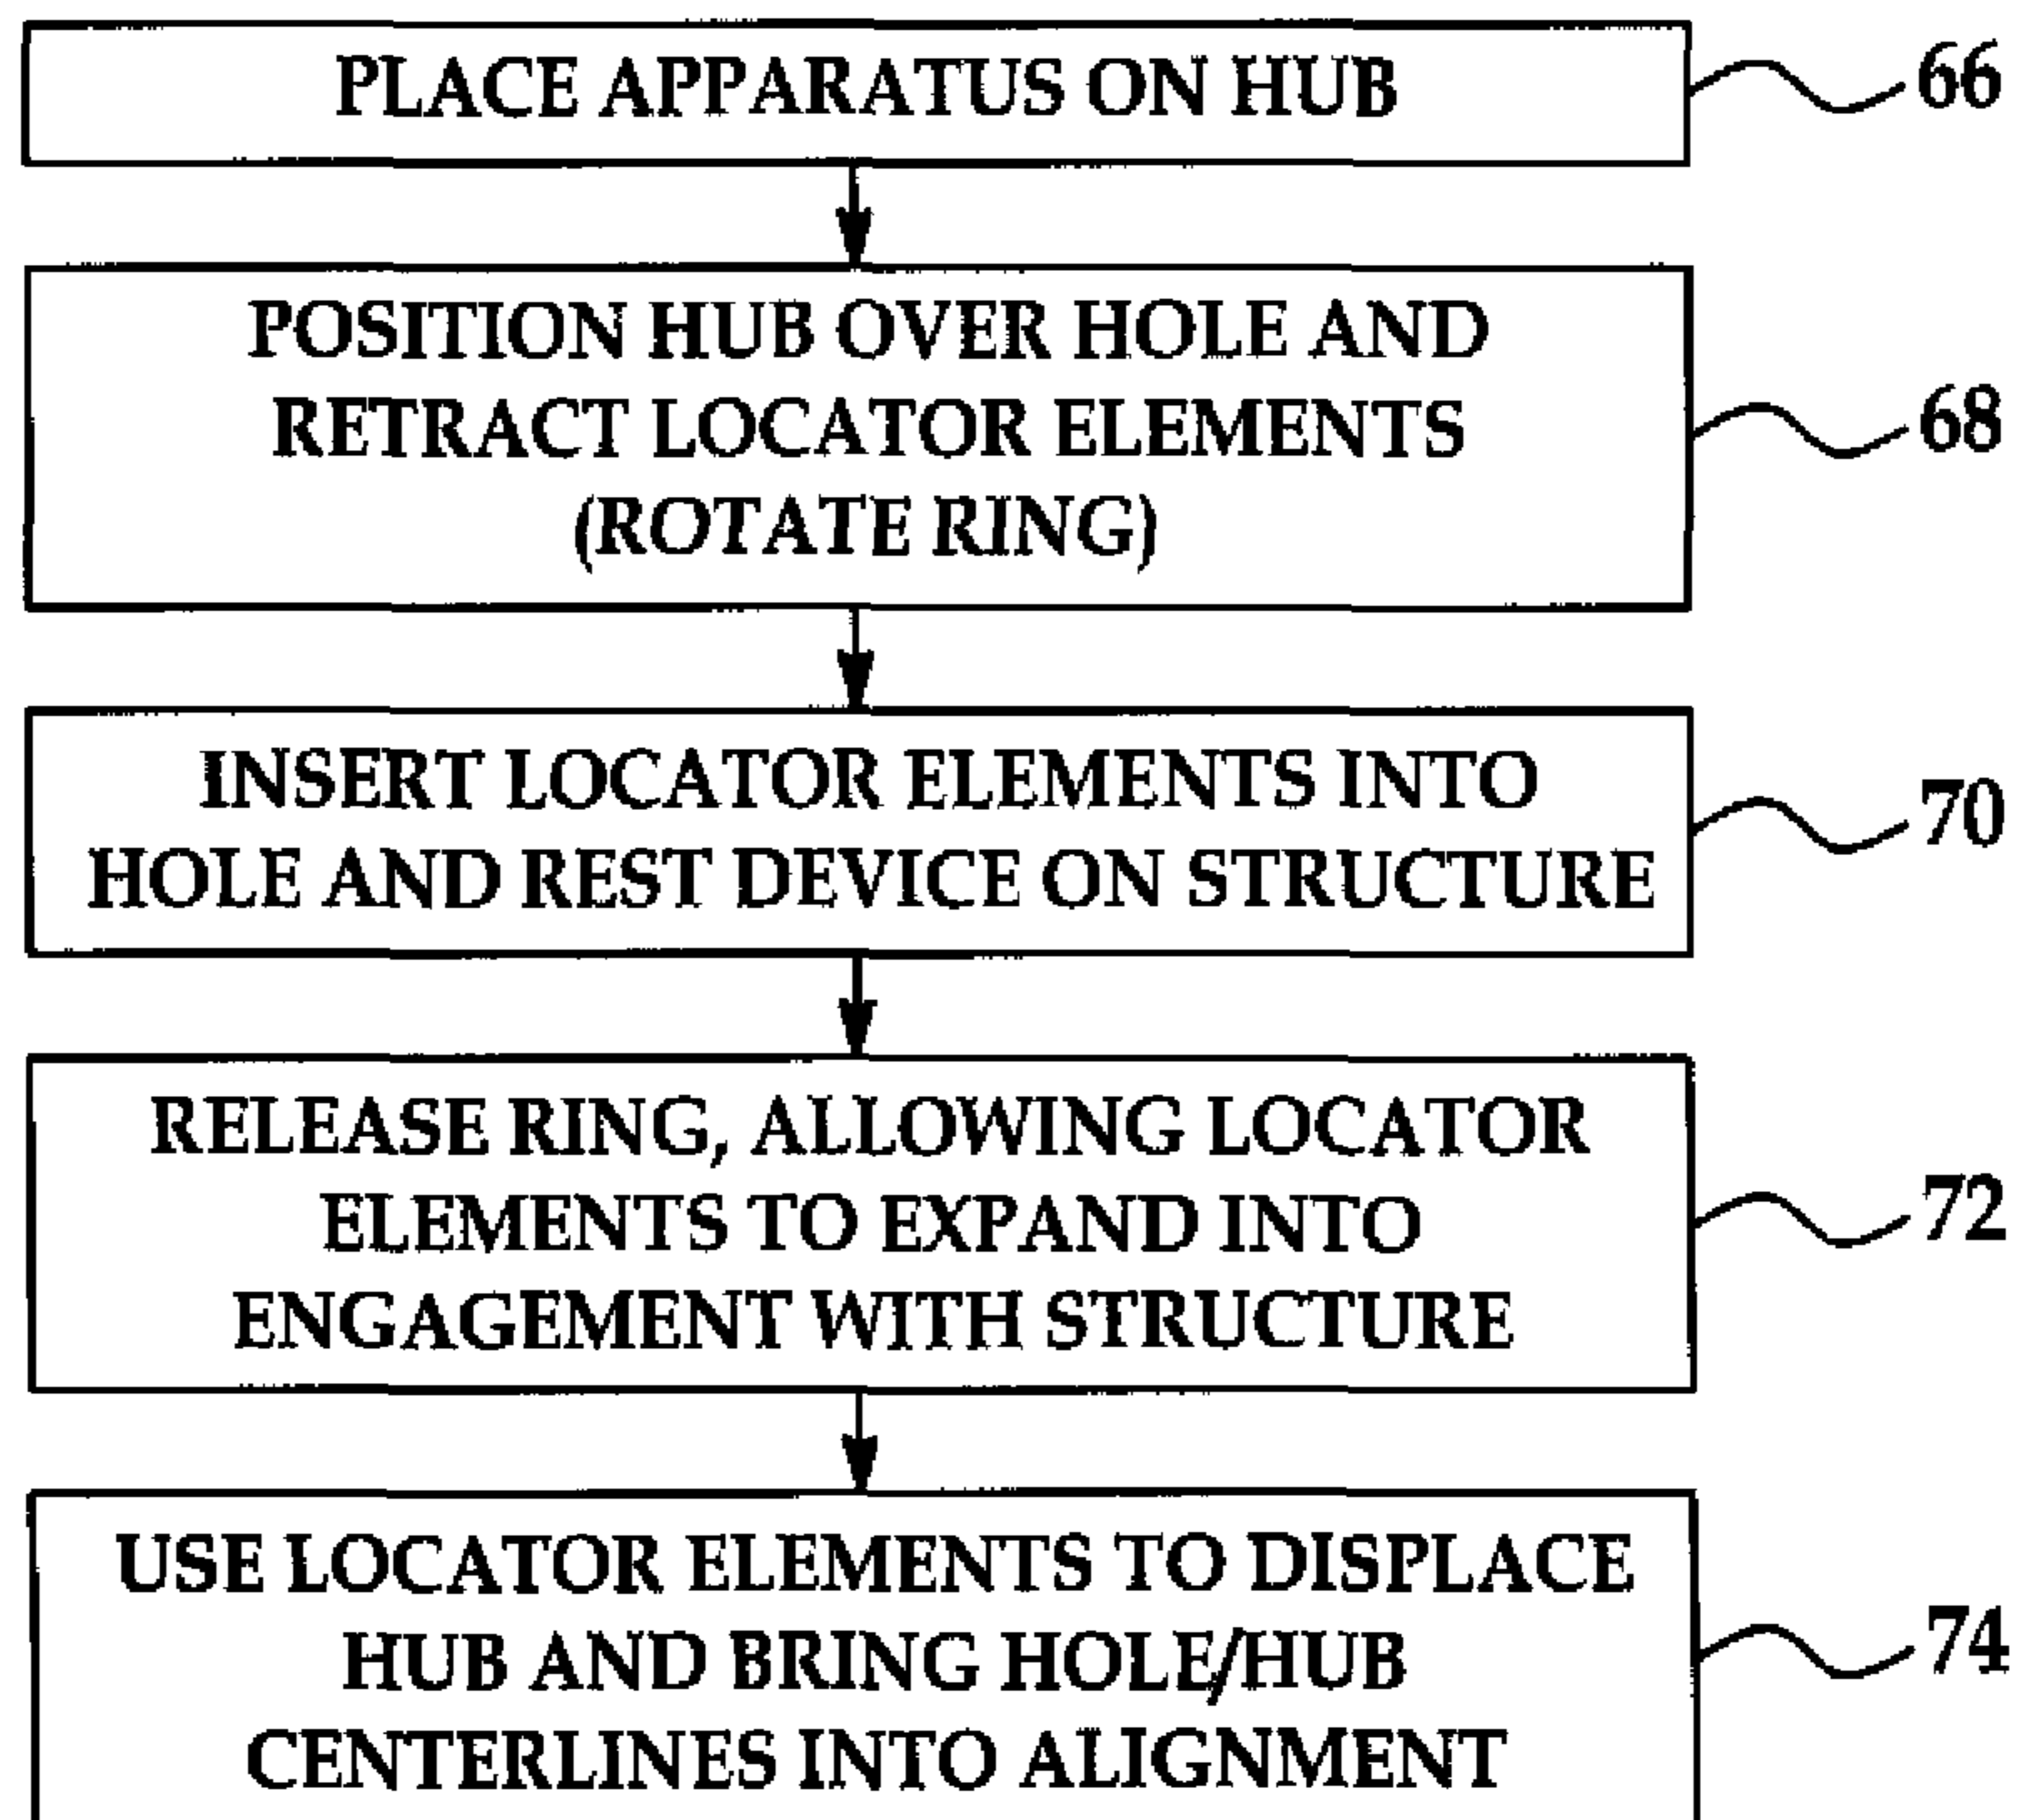 PLACE APPARATUS ON HUB
66
POSITION HUB OVER HOLE AND
RETRACT LOCATOR ELEMENTS
(ROTATE RING)
68
INSERT LOCATOR ELEMENTS INTO
HOLE AND REST DEVICE ON STRUCTURE
70
RELEASE RING, ALLOWING LOCATOR
ELEMENTS TO EXPAND INTO
ENGAGEMENT WITH STRUCTURE
72
USE LOCATOR ELEMENTS TO DISPLACE
HUB AND BRING HOLE/HUB
CENTERLINES INTO ALIGNMENT
74